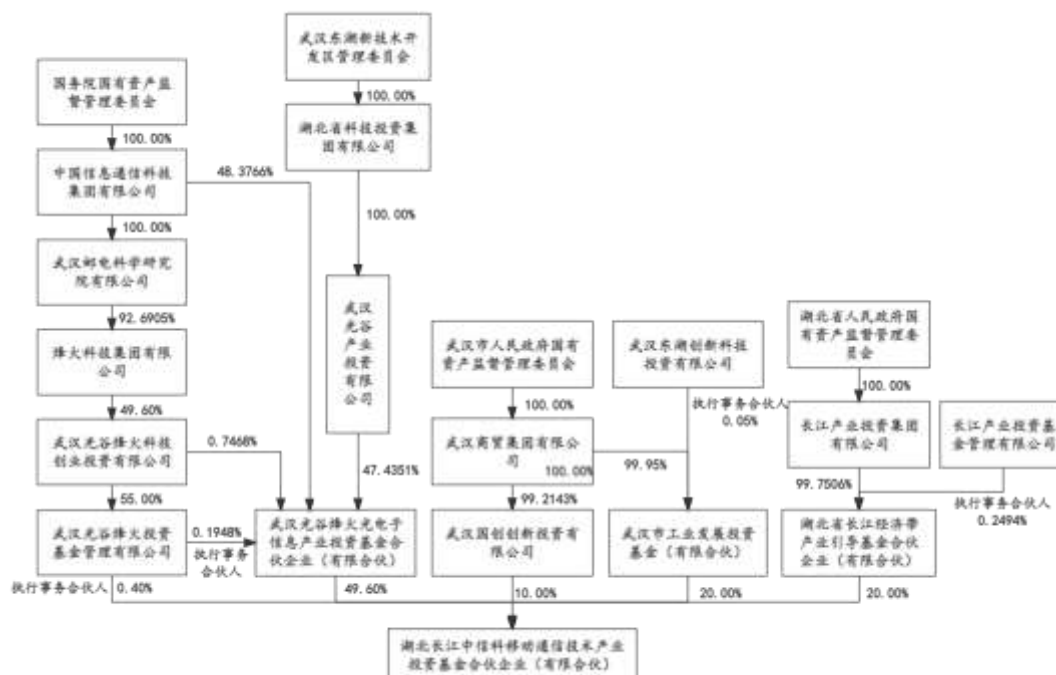 武汉东湖新技术开
发区管理委员会
国务院国有资产监
督管理委员会
100.00%
湖北省科技投资集
团有限公司
100.00%
中国信息通信科技
集团有限公司
48.3766%
100.00%
100.00%
武汉邮电科学研究
院有限公司
武汉
光谷
产业
投资
有限
公司
92.6905%
烽火科技集团有限
公司
武汉市人民政府国有
资产监督管理委员会
武汉东湖创新科技
投资有限公司
湖北省人民政府国
有资产监督管理委
员会
49.60%
100.00%
执行事务合伙人
0.05%
100.00%
武汉光谷烽火科技
创业投资有限公司
0.7468%
47.4351%
武汉商贸集团有限公
司
100.00%
99.95%
长江产业投资集团
有限公司
长江产业投资基
金管理有限公司
55.00%
99.2143%
99.7506%
执行事务合伙人
0.2494%
武汉光谷烽火投资
基金管理有限公司
0.1948%
执行事务
合伙人
武汉光谷烽火光电子
信息产业投资基金合
伙企业（有限合伙）
武汉国创创新投资有
限公司
武汉市工业发展投资
基金（有限合伙）
湖北省长江经济带
产业引导基金合伙
企业（有限合伙）
执行事务合伙人
0.40%
49.60%
10.00%
20.00%
20.00%
湖北长江中信科移动通信技术产业
投资基金合伙企业（有限合伙）